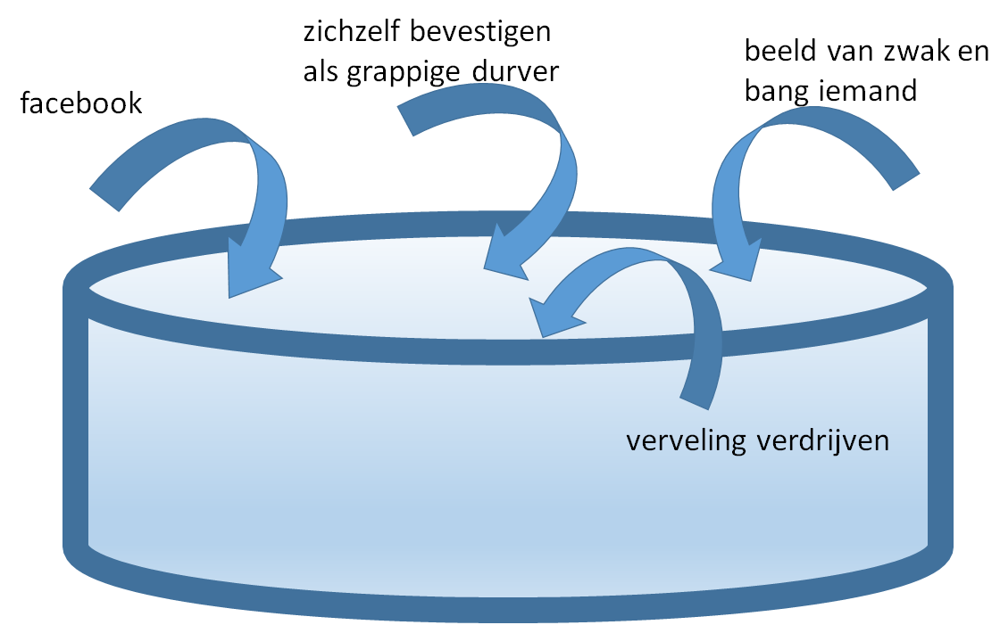 facebook
zichzelf bevestigen
als grappige durver
beeld van zwak en
bang iemand
verveling verdrijven